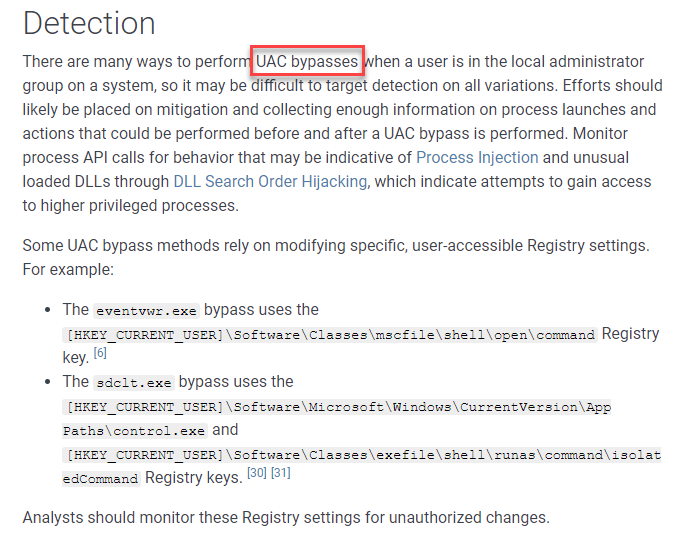 Detection
There are many ways to perform UAC bypasses when a user is in the local administrator
group on a system, so it may be difficult to target detection on all variations. Efforts should
likely be placed on mitigation and collecting enough information on process launches and
actions that could be performed before and after a UAC bypass is performed. Monitor
process API calls for behavior that may be indicative of Process Injection and unusual
loaded DLLs through DLL Search Order Hijacking, which indicate attempts to gain access
to higher privileged processes.
Some UAC bypass methods rely on modifying specific, user-accessible Registry settings.
For example:
• The eventvwr.exe bypass uses the
[HKEY_CURRENT_USER]\Software\Classes\mscfile\shell\open\command Registry
key. [6]
• The sdclt.exe bypass uses the
[HKEY_CURRENT_USER]\Software\Microsoft\Windows\CurrentVersion\App
Paths\control.exe and
[HKEY_CURRENT_USER]\Software\Classes\exefile\shell\runas\command\isolat
edCommand Registry keys. [30] [31]
Analysts should monitor these Registry settings for unauthorized changes.